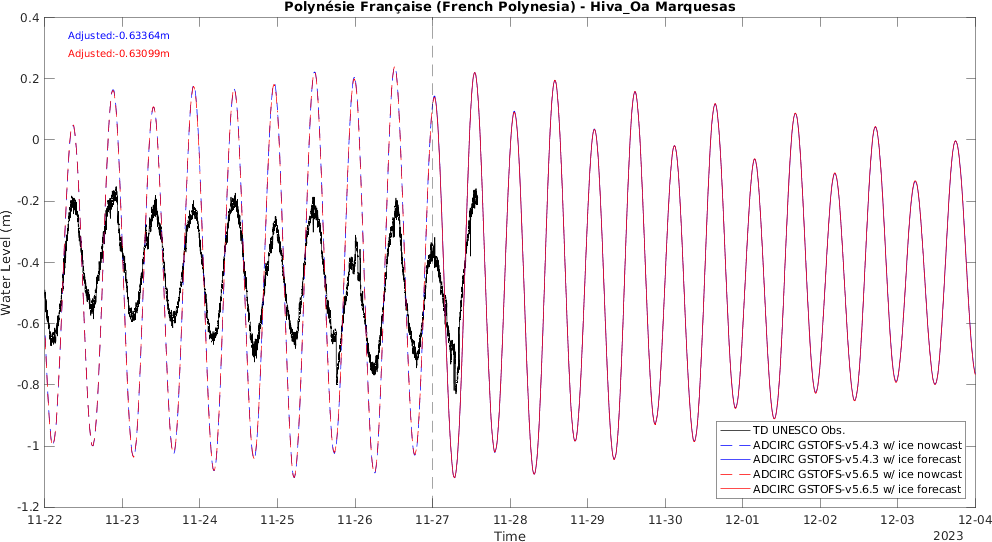 Polynésie Française (French Polynesia) - Hiva_Oa Marquesas
Adjusted:-0.63364m
Adjusted:-0.63099m
0.4
0.2
0
-0.2
-0.4
-0.6
-0.8
-1
-1.2
Water Level (m)
TD UNESCO Obs.
ADCIRC GSTOFS-v5.4.3 w/ ice nowcast
ADCIRC GSTOFS-v5.4.3 w/ ice forecast
ADCIRC GSTOFS-v5.6.5 w/ ice nowcast
ADCIRC GSTOFS-v5.6.5 w/ ice forecast
11-22 11-23 11-24 11-25 11-26 11-27 11-28 11-29 11-30 12-01 12-02 12-03 12-04
Time
2023